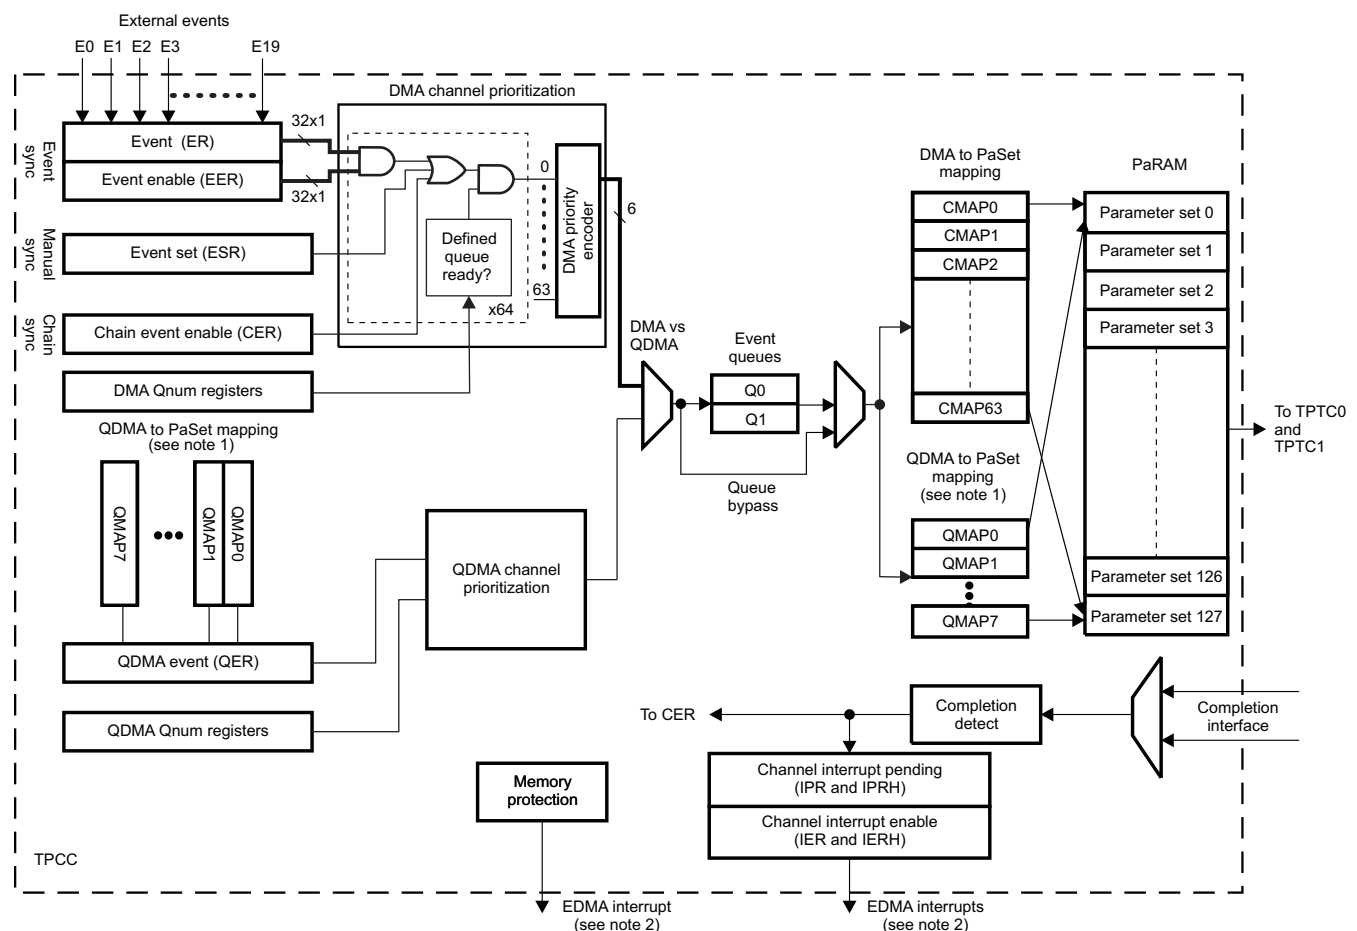 External events
E0 E1 E2 E3 E19
DMA channel prioritization
Event sync
Event (ER)
Event enable (EER)
32x1
32x1
Manual sync
Event set (ESR)
Chain sync
Chain event enable (CER)
DMA Qnum registers
Defined
queue
ready?
x64
0
63
DMA priority
encoder
6
DMA vs
QDMA
Event
queues
Q0
Q1
Queue
bypass
DMA to PaSet
mapping
CMAP0
CMAP1
CMAP2
CMAP63
QDMA to PaSet
mapping
(see note 1)
QMAP0
QMAP1
QMAP7
PaRAM
Parameter set 0
Parameter set 1
Parameter set 2
Parameter set 3
Parameter set 126
Parameter set 127
To TPTC0
and
TPTC1
QDMA to PaSet mapping
(see note 1)
QMAP7
QMAP1
QMAP0
QDMA event (QER)
QDMA Qnum registers
QDMA channel
prioritization
To CER
Completion
detect
Completion
interface
Channel interrupt pending
(IPR and IPRH)
Channel interrupt enable
(IER and IERH)
Memory
protection
TPCC
EDMA interrupt
(see note 2)
EDMA interrupts
(see note 2)